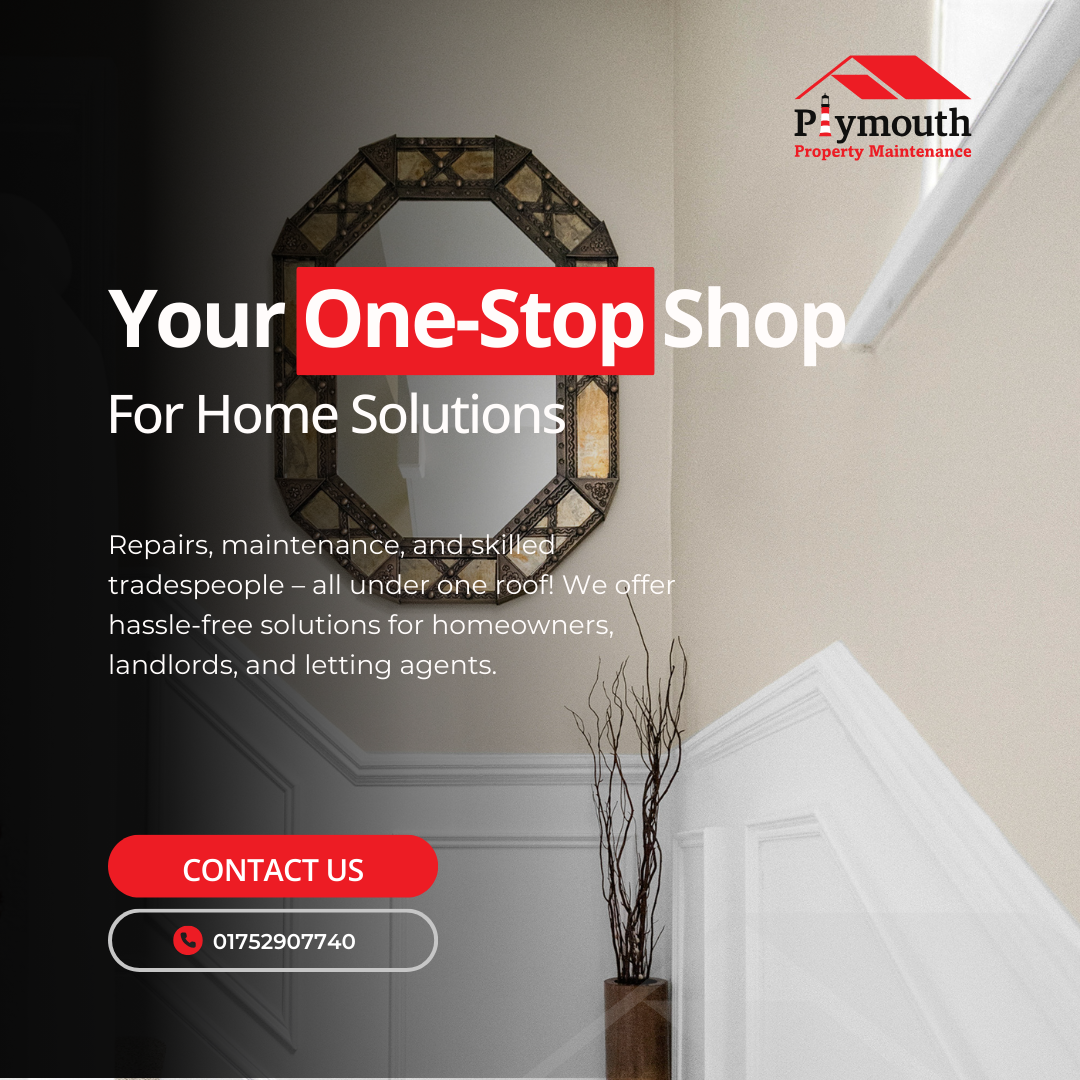 Plymouth
Property Maintenance
Your One-Stop Shop
For Home Solutions
Repairs, maintenance, and skilled
tradespeople – all under one roof! We offer
hassle-free solutions for homeowners,
landlords, and letting agents.
CONTACT US
01752907740